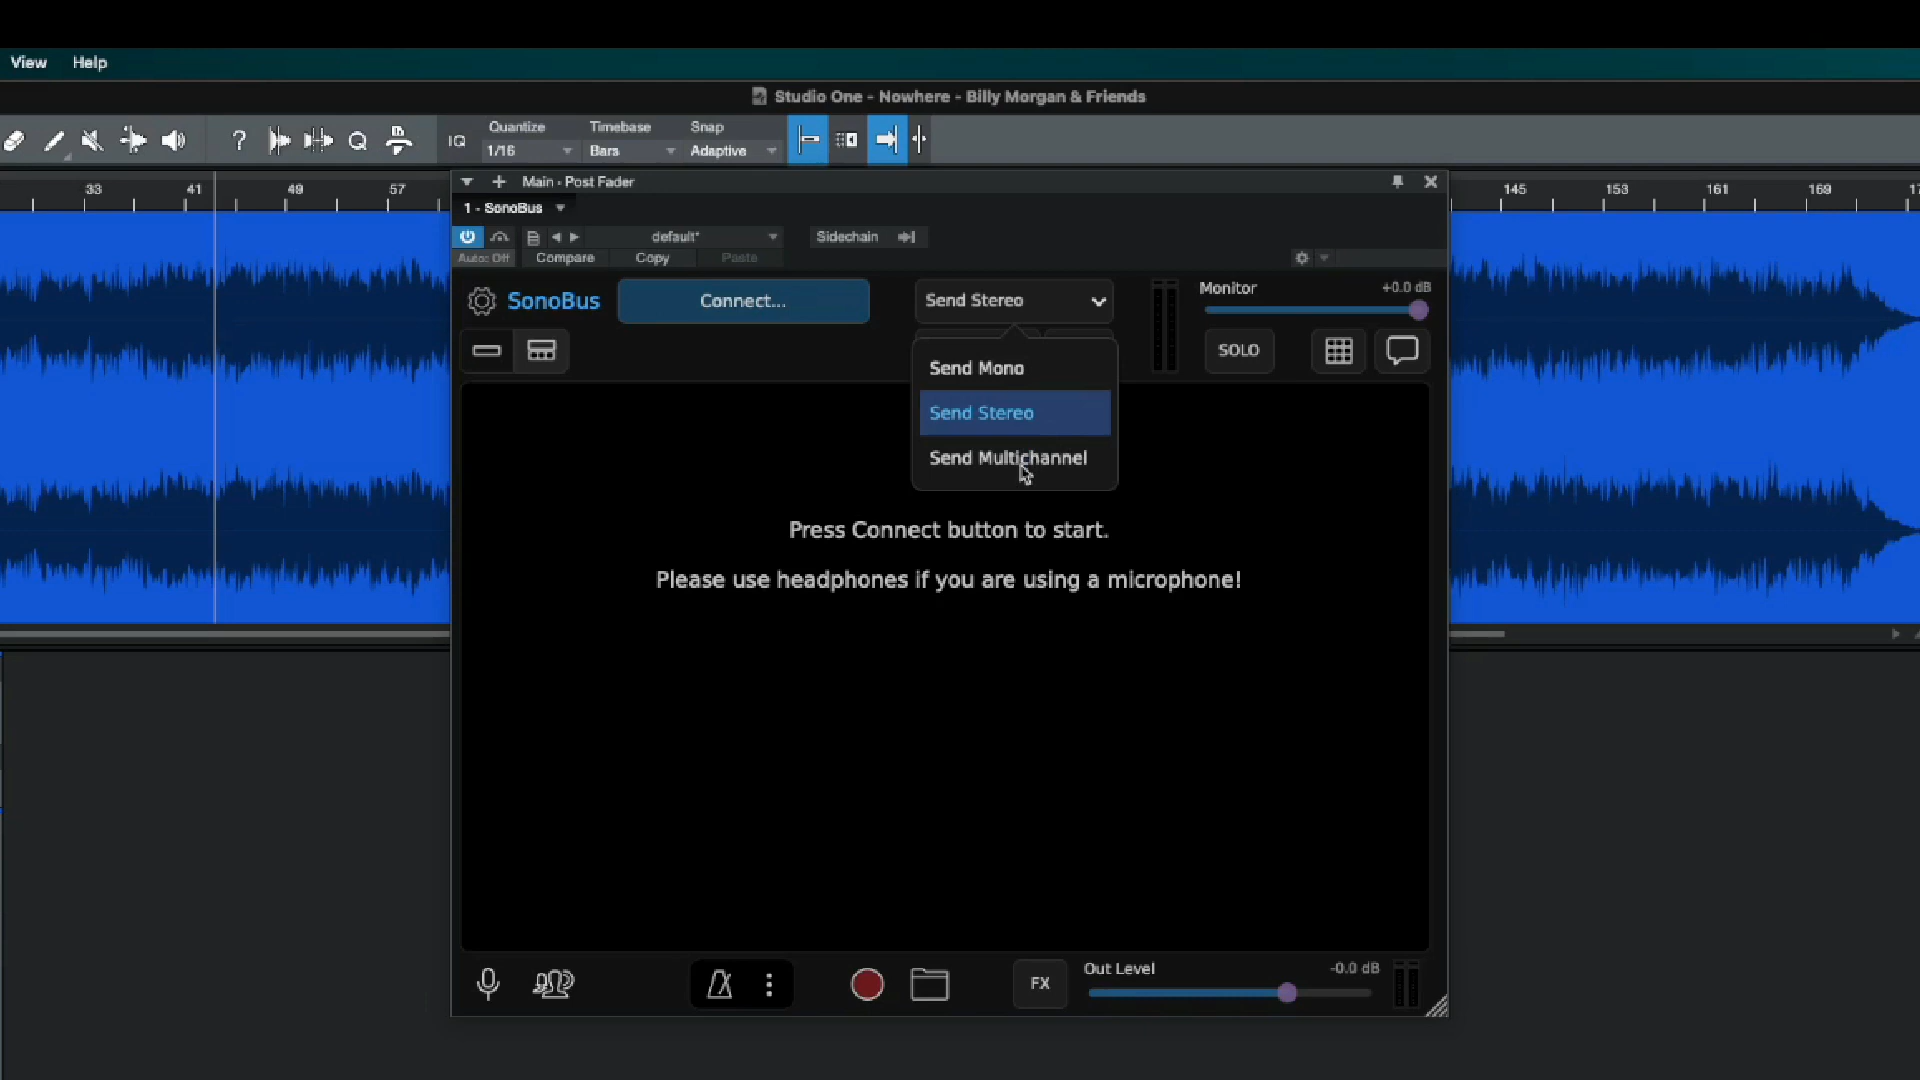 View Help
Studio One - Nowhere - Billy Morgan & Friends
?
Q
IQ
Quantize Timebase Snap
1/16 Bars Adaptive
33 41 49 57
145 153 161 169
Main - Post Fader
1 - SonoBus
default* Sidechain
Auto: Off Compare Copy Paste
SonoBus Connect... Send Stereo
Monitor +0.0 dB
SOLO
Send Mono
Send Stereo
Send Multichannel
Press Connect button to start.
Please use headphones if you are using a microphone!
FX
Out Level -0.0 dB